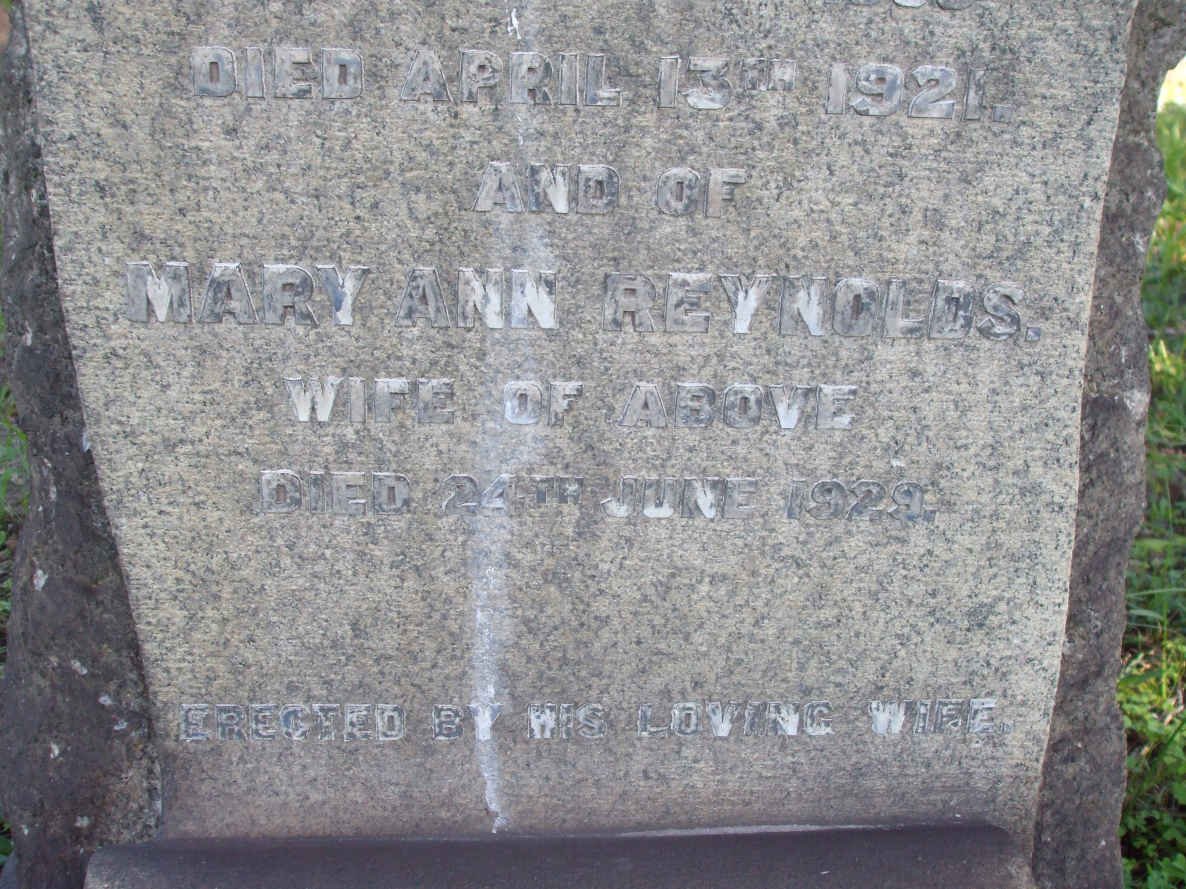 DIED APRIL 13TH 1921.
AND OF
MARY ANN REYNOLDS.
WIFE OF ABOVE
DIED 24TH JUNE 1929.
ERECTED BY HIS LOVING WIFE.